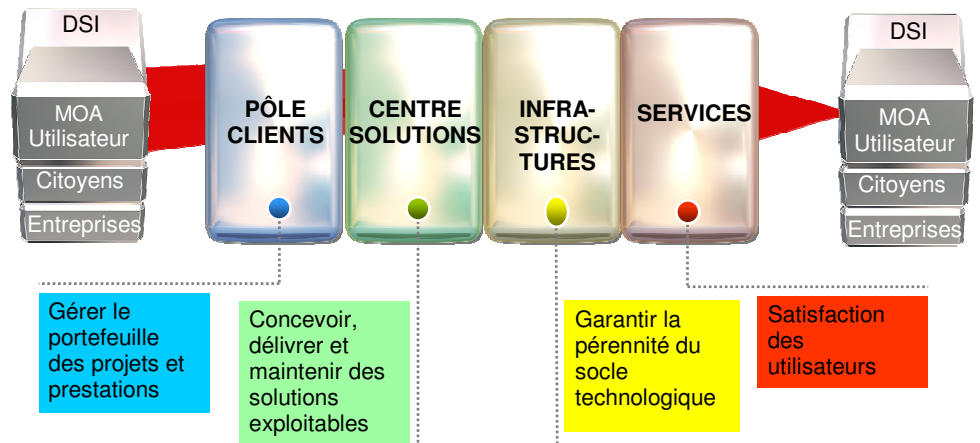 DSI
MOA
Utilisateur
Citoyens
Entreprises
PÔLE
CLIENTS
CENTRE
SOLUTIONS
INFRA-
STRUC-
TURES
SERVICES
DSI
MOA
Utilisateur
Citoyens
Entreprises
Gérer le
portefeuille
des projets et
prestations
Concevoir,
délivrer et
maintenir des
solutions
exploitables
Garantir la
pérennité du
socle
technologique
Satisfaction
des
utilisateurs